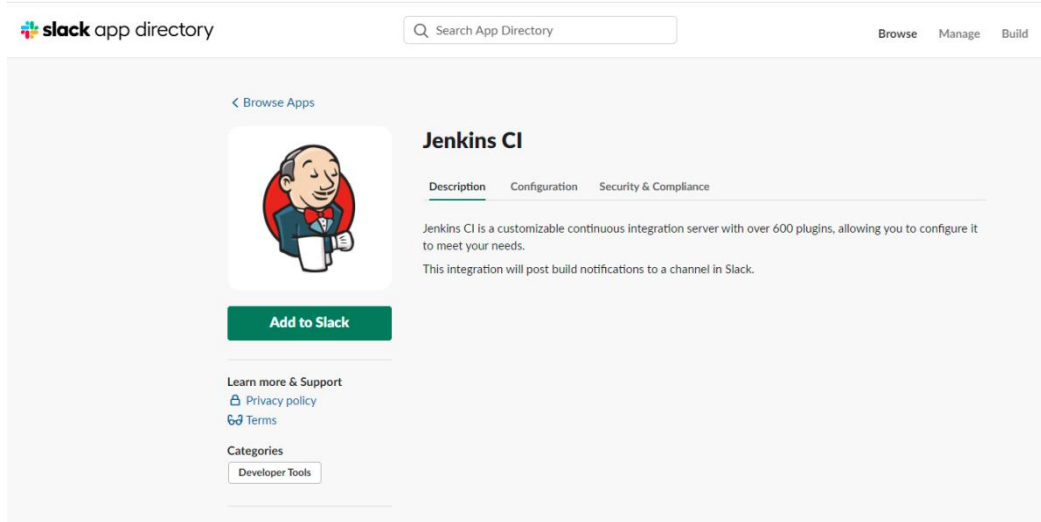 slack app directory
Search App Directory
Browse
Manage
Build
Browse Apps
Jenkins CI
Description
Configuration
Security & Compliance
Jenkins CI is a customizable continuous integration server with over 600 plugins, allowing you to configure it
to meet your needs.
This integration will post build notifications to a channel in Slack.
Add to Slack
Learn more & Support
Privacy policy
Terms
Categories
Developer Tools